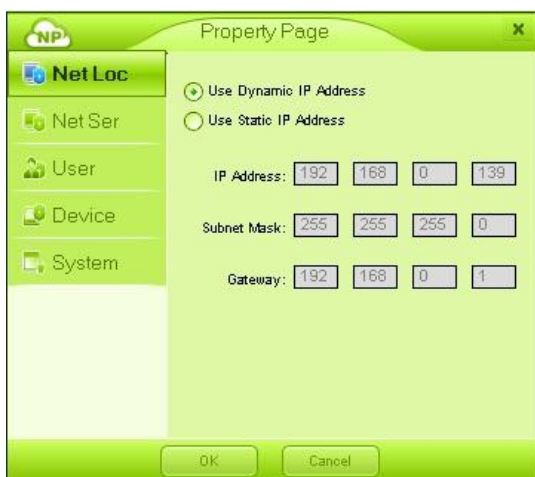 NP
Property Page
×
Net Loc
Net Ser
User
Device
System
Use Dynamic IP Address
Use Static IP Address
IP Address: 192 168 0 139
Subnet Mask: 255 255 255 0
Gateway: 192 168 0 1
OK Cancel